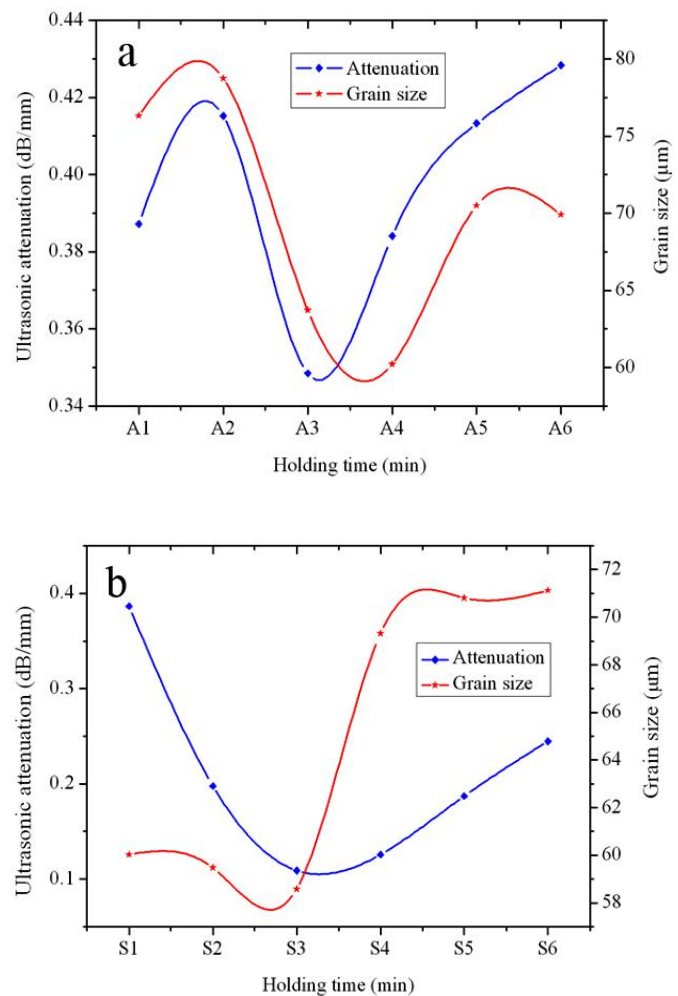 a
Attenuation
Grain size
0.44
0.42
0.40
0.38
0.36
0.34
Ultrasonic attenuation (dB/mm)
80
75
70
65
60
Grain size (μm)
A1 A2 A3 A4 A5 A6
Holding time (min)
b
Attenuation
Grain size
0.4
0.3
0.2
0.1
Ultrasonic attenuation (dB/mm)
72
70
68
66
64
62
60
58
Grain size (μm)
S1 S2 S3 S4 S5 S6
Holding time (min)